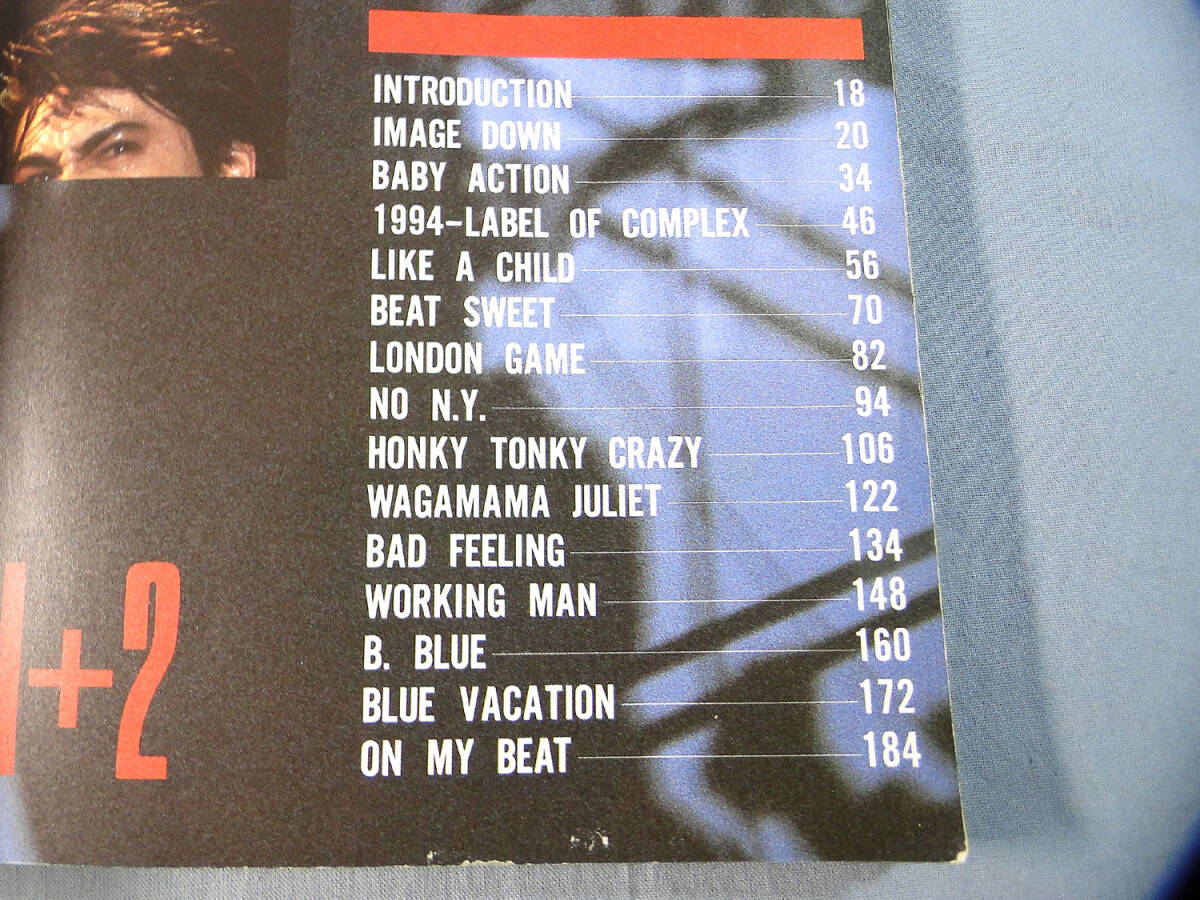 INTRODUCTION 18
IMAGE DOWN 20
BABY ACTION 34
1994-LABEL OF COMPLEX 46
LIKE A CHILD 56
BEAT SWEET 70
LONDON GAME 82
NO N.Y. 94
HONKY TONKY CRAZY 106
WAGAMAMA JULIET 122
BAD FEELING 134
WORKING MAN 148
B. BLUE 160
BLUE VACATION 172
ON MY BEAT 184
1+2